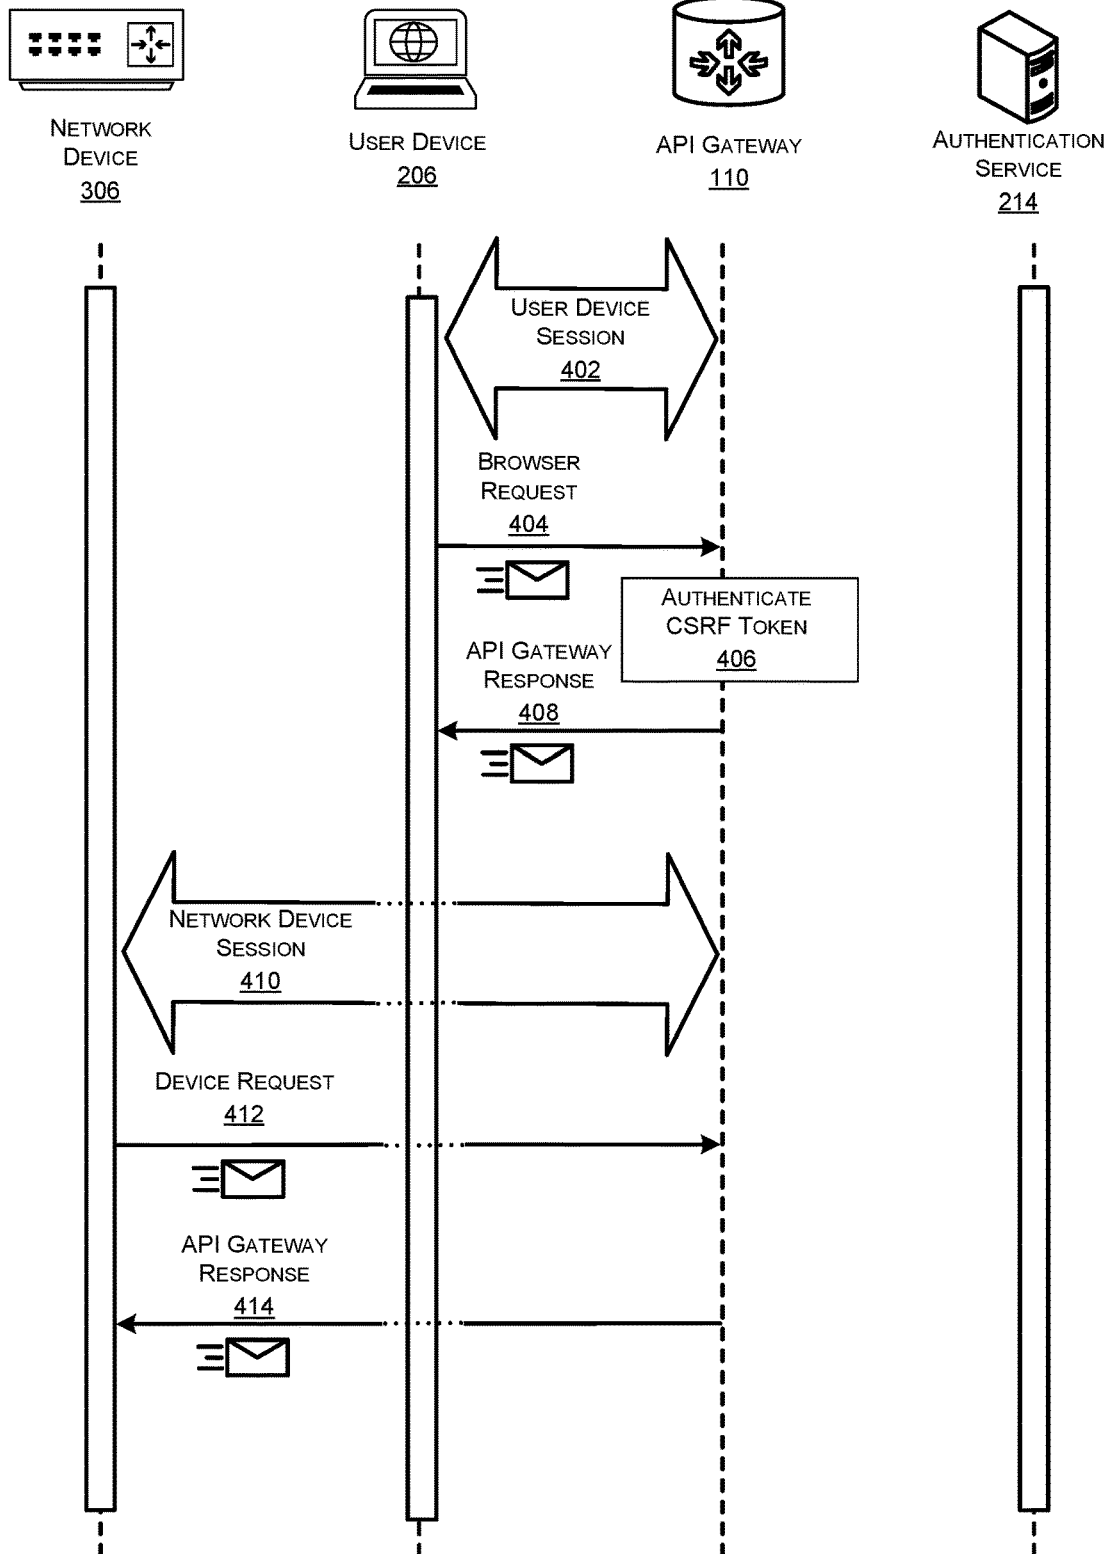 NETWORK
DEVICE
306
USER DEVICE
206
API GATEWAY
110
AUTHENTICATION
SERVICE
214
USER DEVICE
SESSION
402
BROWSER
REQUEST
404
AUTHENTICATE
CSRF TOKEN
406
API GATEWAY
RESPONSE
408
NETWORK DEVICE
SESSION
410
DEVICE REQUEST
412
API GATEWAY
RESPONSE
414